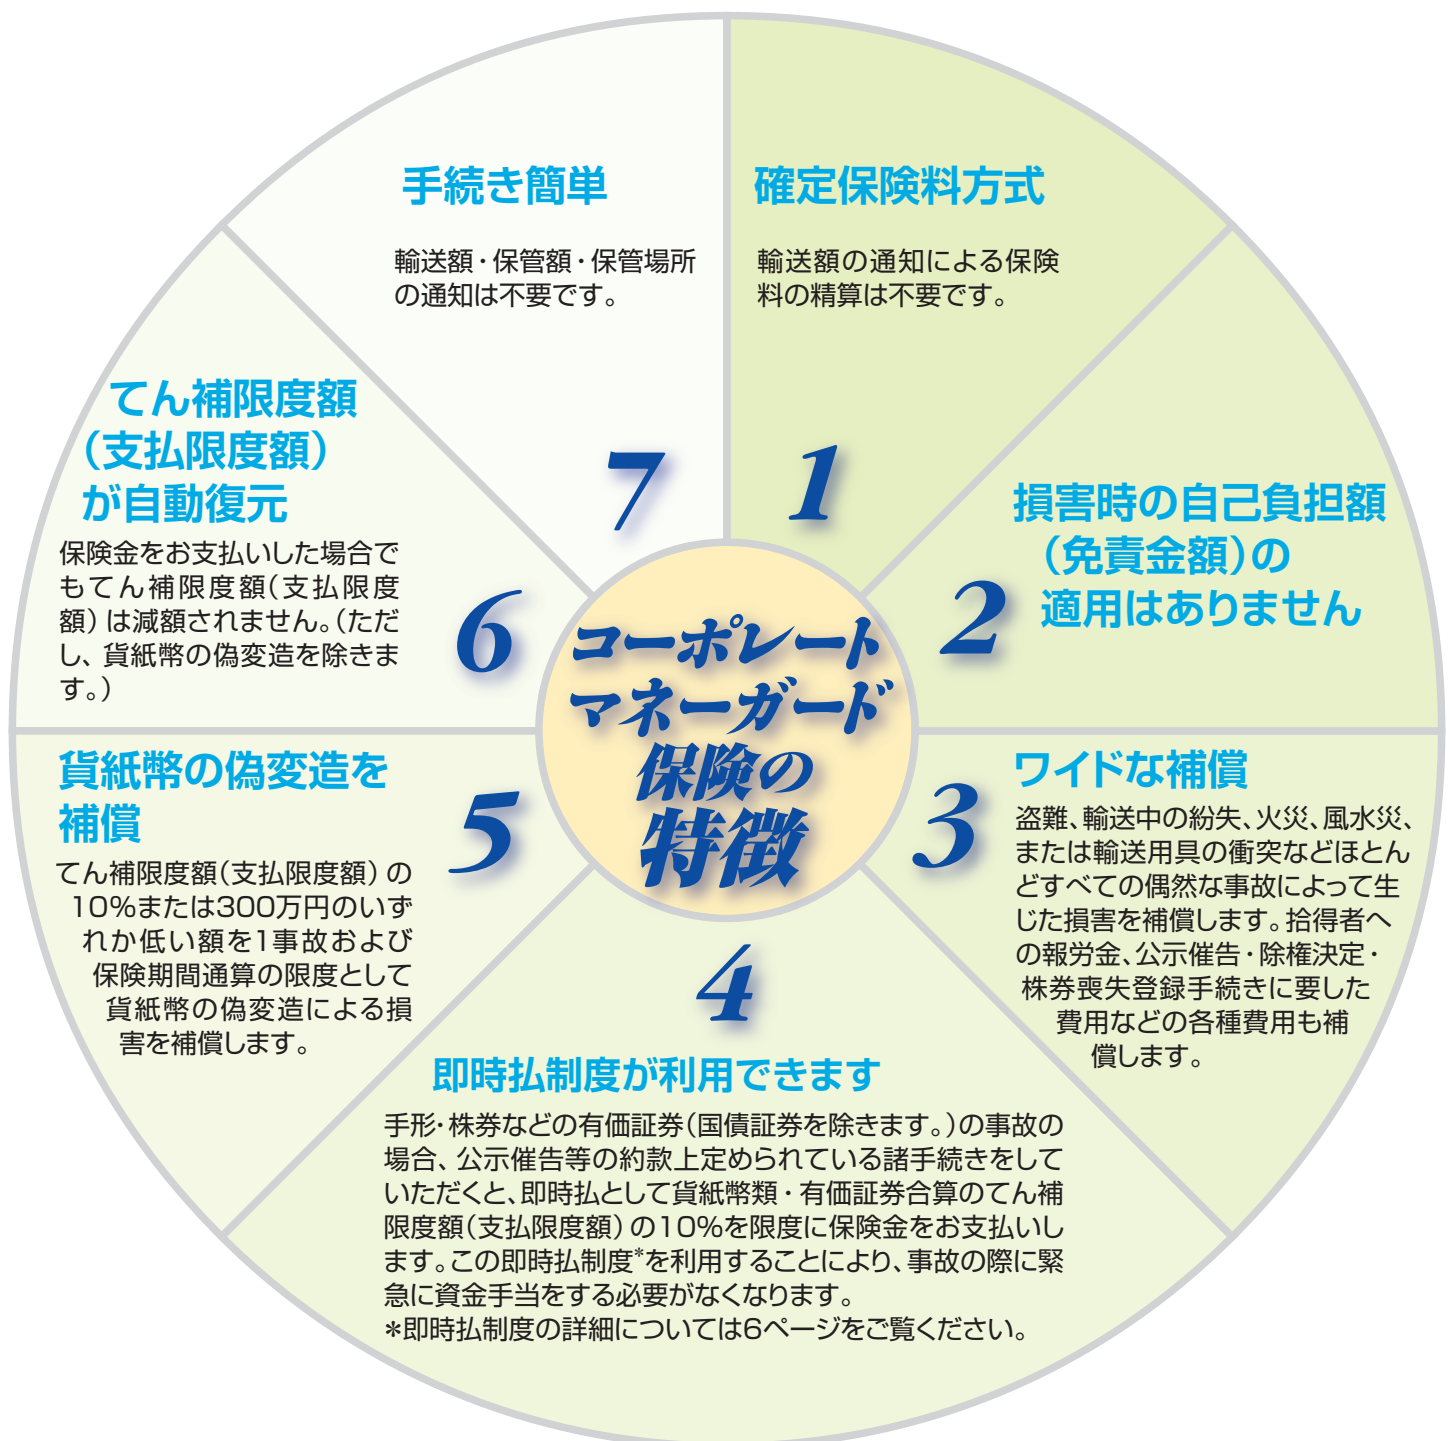 コーポレート
マネーガード
保険の
特徴
1
確定保険料方式
輸送額の通知による保険
料の精算は不要です。
2
損害時の自己負担額
（免責金額）の
適用はありません
3
ワイドな補償
盗難、輸送中の紛失、火災、風水災、
または輸送用具の衝突などほとん
どすべての偶然な事故によって生
じた損害を補償します。拾得者へ
の報労金、公示催告・除権決定・
株券喪失登録手続きに要した
費用などの各種費用も補
償します。
4
即時払制度が利用できます
手形・株券などの有価証券（国債証券を除きます。）の事故の
場合、公示催告等の約款上定められている諸手続きをして
いただくと、即時払として貨紙幣類・有価証券合算のてん補
限度額（支払限度額）の10%を限度に保険金をお支払いし
ます。この即時払制度*を利用することにより、事故の際に緊
急に資金手当をする必要がなくなります。
*即時払制度の詳細については6ページをご覧ください。
5
貨紙幣の偽変造を
補償
てん補限度額（支払限度額）の
10%または300万円のいず
れか低い額を1事故および
保険期間通算の限度として
貨紙幣の偽変造による損
害を補償します。
6
てん補限度額
（支払限度額）
が自動復元
保険金をお支払いした場合で
もてん補限度額（支払限度
額）は減額されません。（ただ
し、貨紙幣の偽変造を除きま
す。）
7
手続き簡単
輸送額・保管額・保管場所
の通知は不要です。